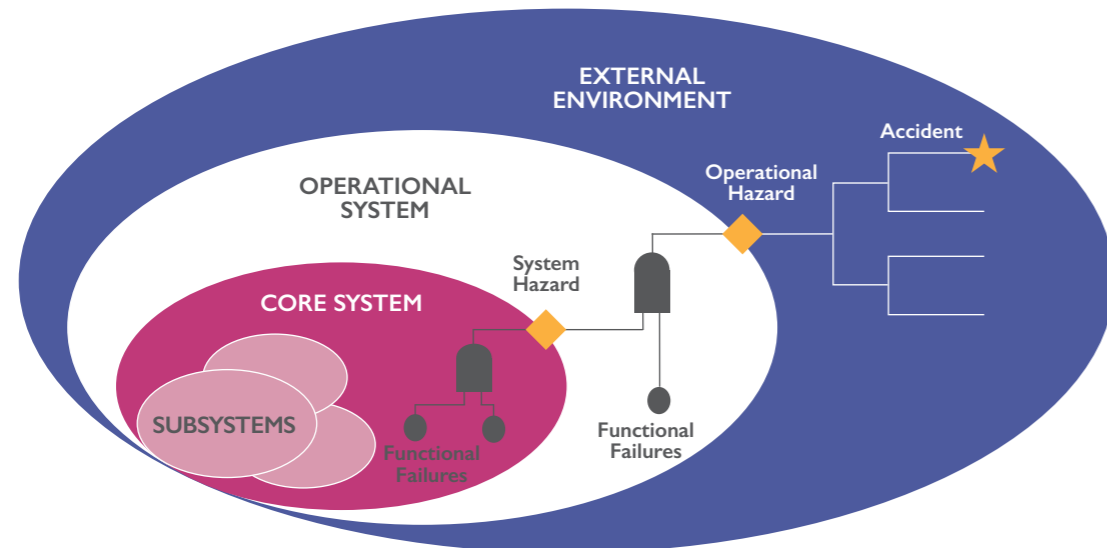 EXTERNAL
ENVIRONMENT
Accident
Operational
Hazard
OPERATIONAL
SYSTEM
System
Hazard
CORE SYSTEM
SUBSYSTEMS
Functional
Failures
Functional
Failures